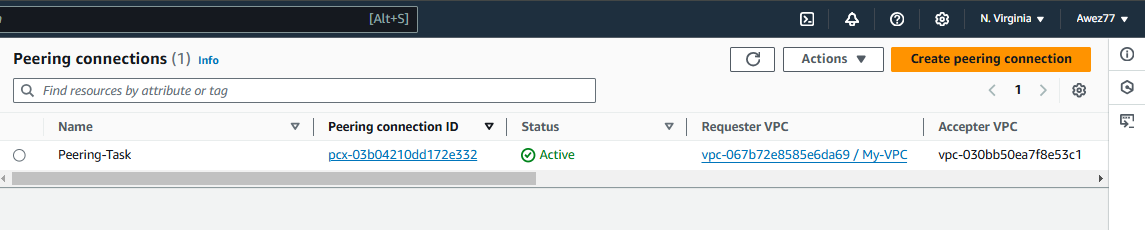 [Alt+S] N. Virginia Awez77
Peering connections (1) Info Actions Create peering connection
Find resources by attribute or tag 1
Name Peering connection ID Status Requester VPC Accepter VPC
Peering-Task pcx-03b04210dd172e332 Active vpc-067b72e8585e6da69 / My-VPC vpc-030bb50ea7f8e53c1